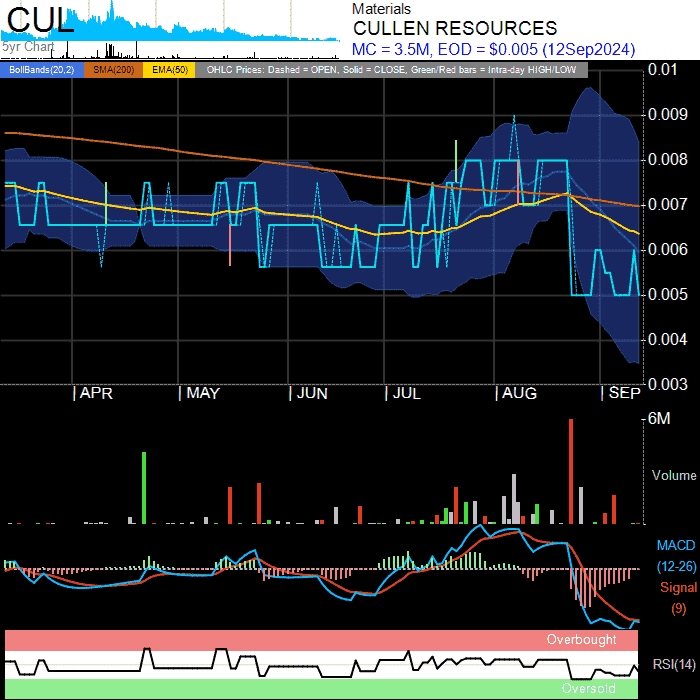 CUL
5yr Chart
Materials
CULLEN RESOURCES
MC = 3.5M, EOD = $0.005 (12Sep2024)
BollBands(20,2) SMA(200) EMA(50) OHLC Prices: Dashed = OPEN, Solid = CLOSE, Green/Red bars = Intra-day HIGH/LOW
0.01
0.009
0.008
0.007
0.006
0.005
0.004
0.003
APR MAY JUN JUL AUG SEP
6M
Volume
MACD
(12-26)
Signal
(9)
Overbought
RSI(14)
Oversold